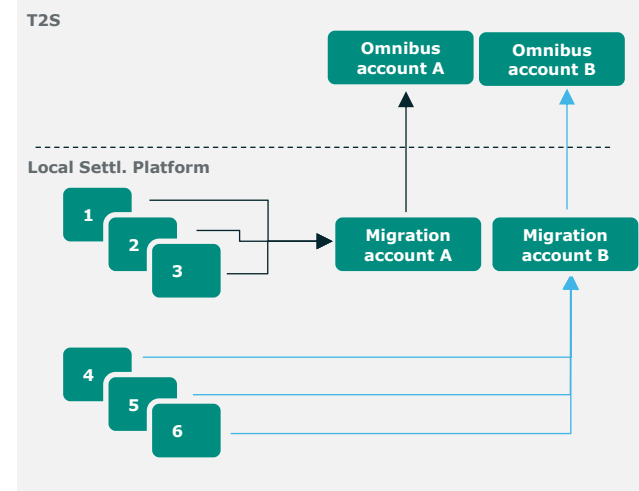 T2S
Omnibus
account A
Omnibus
account B
Local Settl. Platform
1
2
3
Migration
account A
Migration
account B
4
5
6